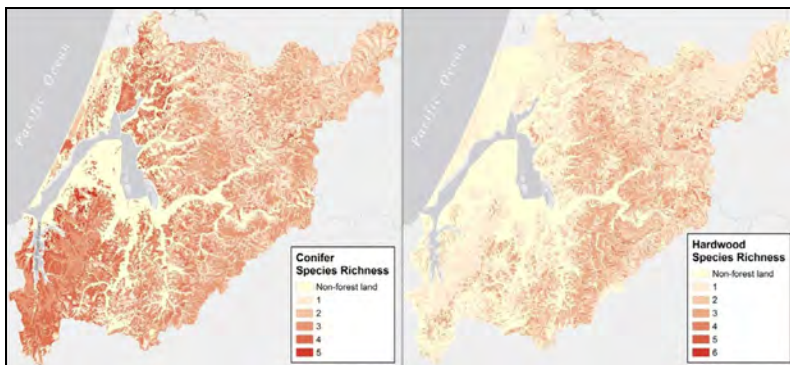 Pacific Ocean
Conifer
Species Richness
Non-forest land
1
2
3
4
5
Pacific Ocean
Hardwood
Species Richness
Non-forest land
1
2
3
4
5
6